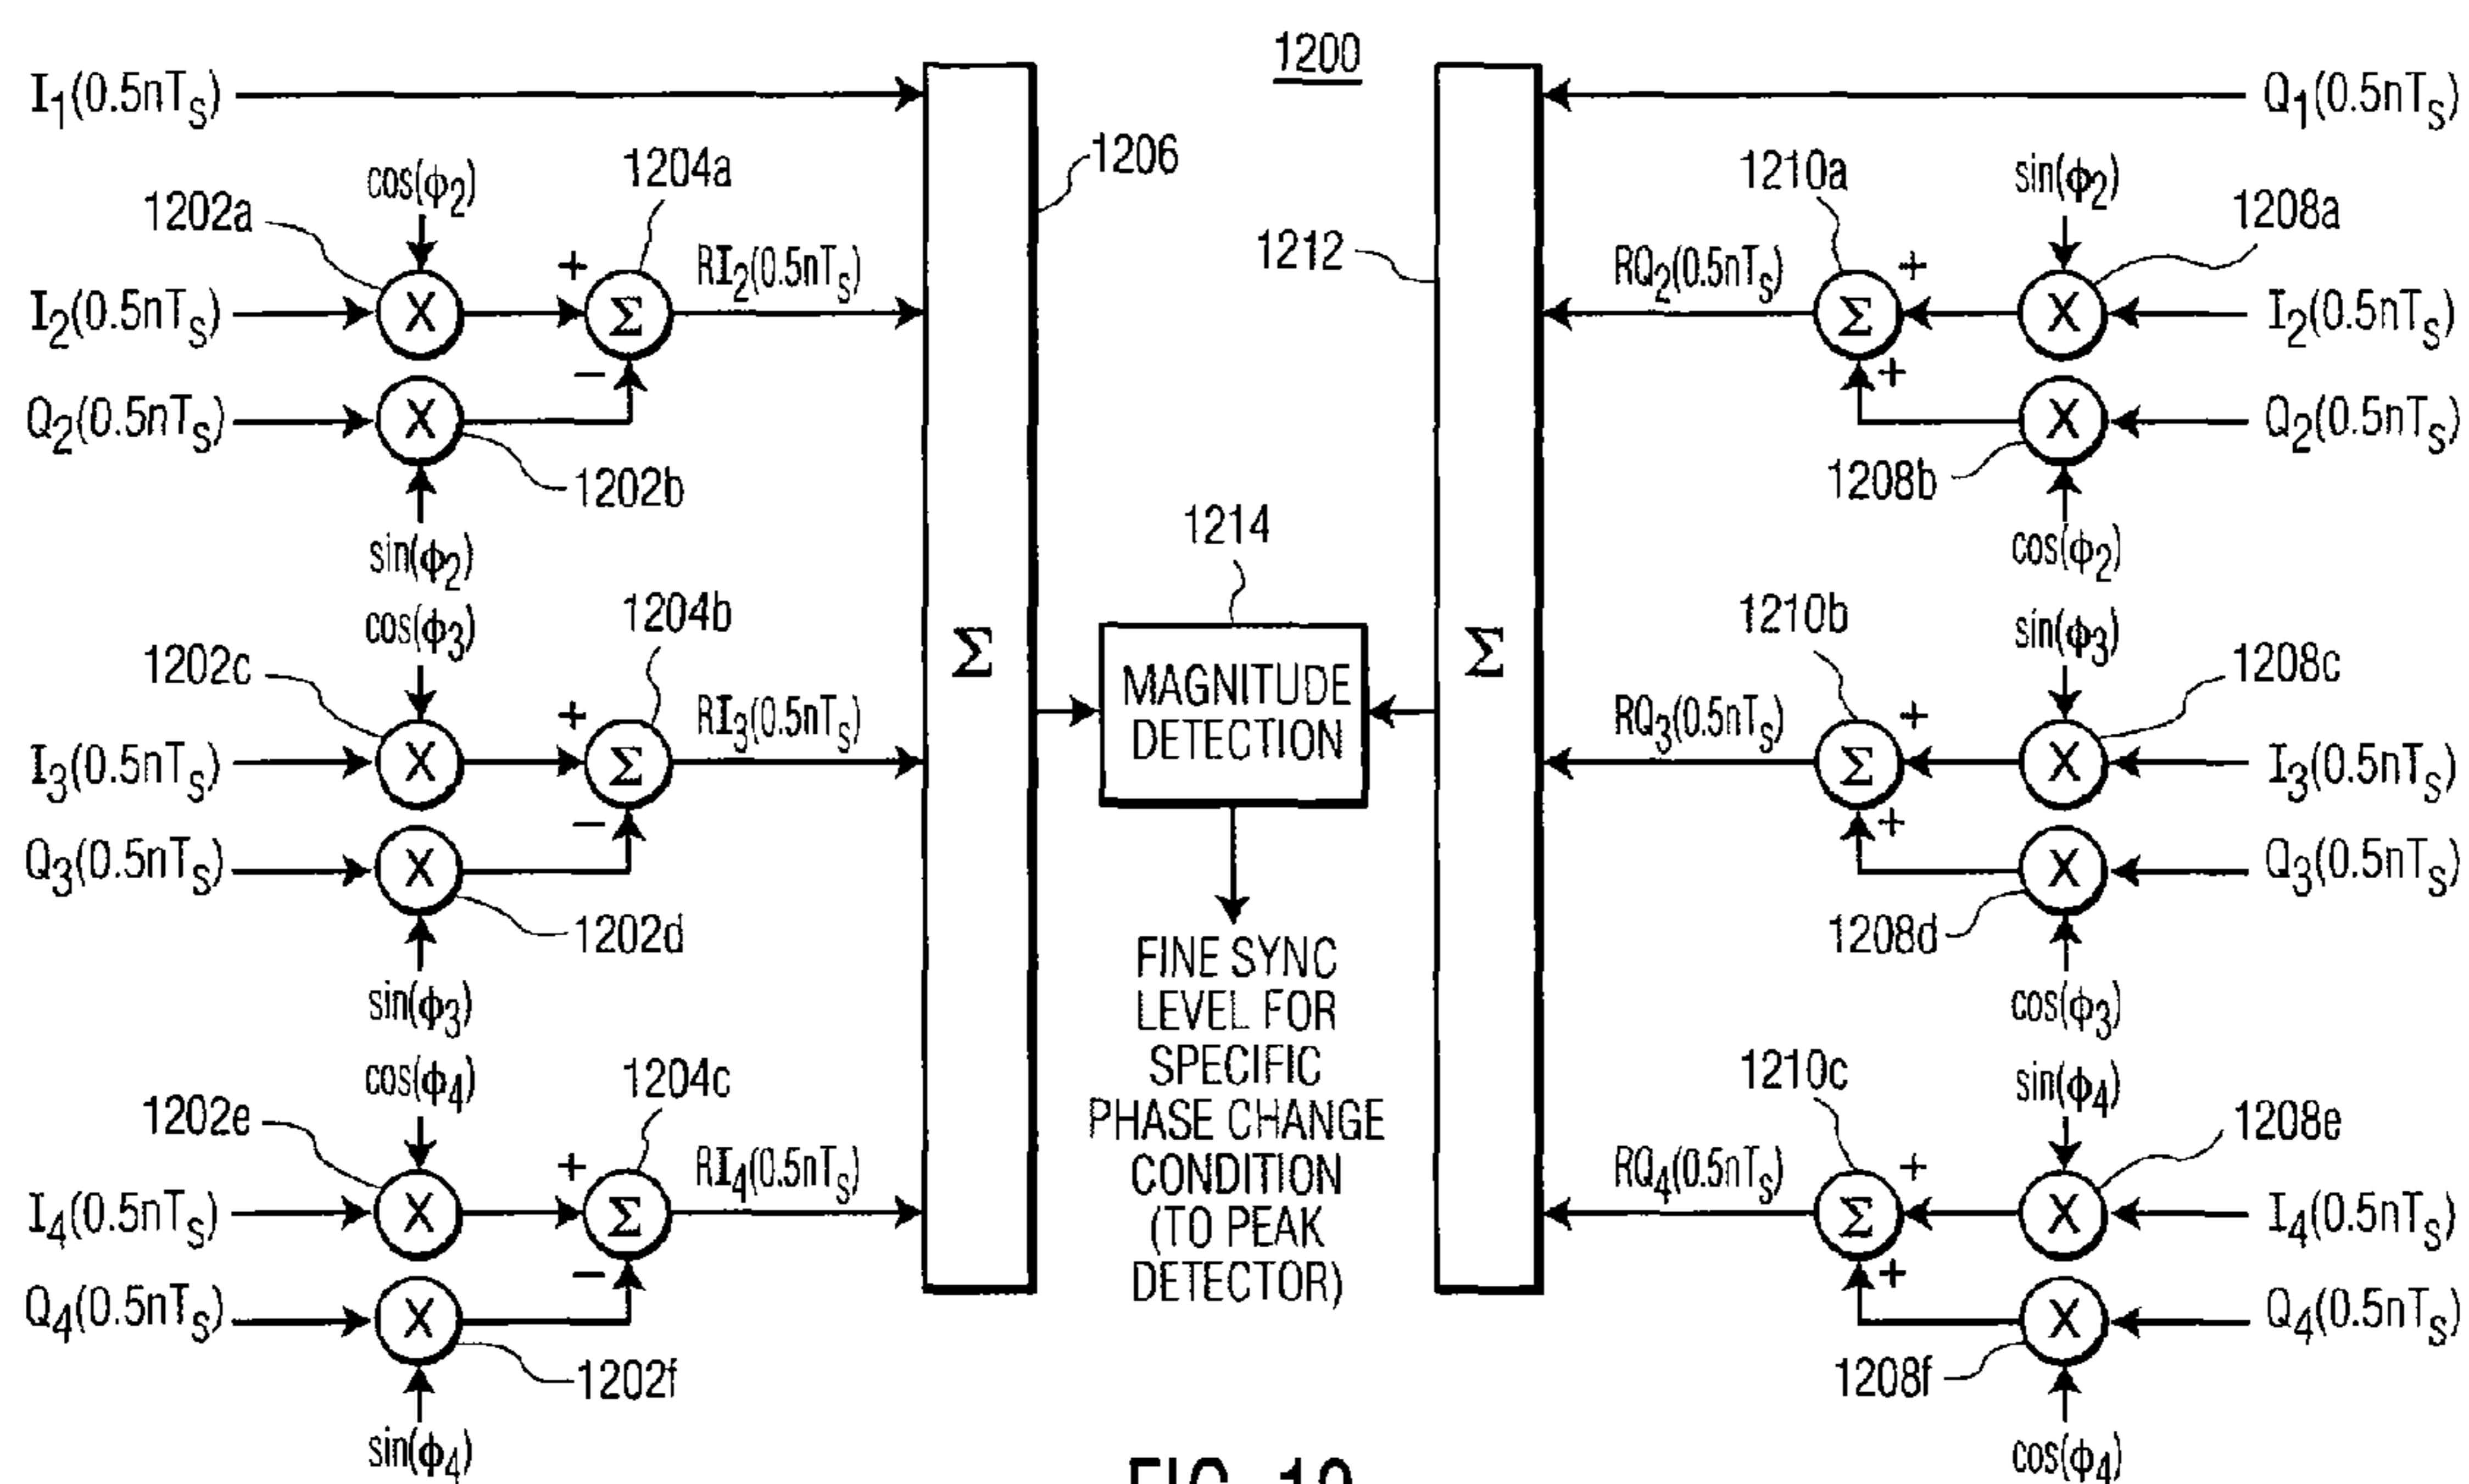 1200
I₁(0.5nTₛ)
Q₁(0.5nTₛ)
1206
1212
cos(ϕ₂)
1204a
1202a
I₂(0.5nTₛ)
X
+
Σ
RI₂(0.5nTₛ)
Q₂(0.5nTₛ)
X
−
1202b
sin(ϕ₂)
cos(ϕ₃)
1204b
1202c
I₃(0.5nTₛ)
X
+
Σ
RI₃(0.5nTₛ)
Q₃(0.5nTₛ)
X
−
1202d
sin(ϕ₃)
cos(ϕ₄)
1204c
1202e
I₄(0.5nTₛ)
X
+
Σ
RI₄(0.5nTₛ)
Q₄(0.5nTₛ)
X
−
1202f
sin(ϕ₄)
Σ
1214
MAGNITUDE
DETECTION
FINE SYNC
LEVEL FOR
SPECIFIC
PHASE CHANGE
CONDITION
(TO PEAK
DETECTOR)
Σ
1210a
sin(ϕ₂)
1208a
RQ₂(0.5nTₛ)
Σ
+
X
I₂(0.5nTₛ)
+
X
Q₂(0.5nTₛ)
1208b
cos(ϕ₂)
1210b
sin(ϕ₃)
1208c
RQ₃(0.5nTₛ)
Σ
+
X
I₃(0.5nTₛ)
+
X
Q₃(0.5nTₛ)
1208d
cos(ϕ₃)
1210c
sin(ϕ₄)
1208e
RQ₄(0.5nTₛ)
Σ
+
X
I₄(0.5nTₛ)
+
X
Q₄(0.5nTₛ)
1208f
cos(ϕ₄)
FIG. 12